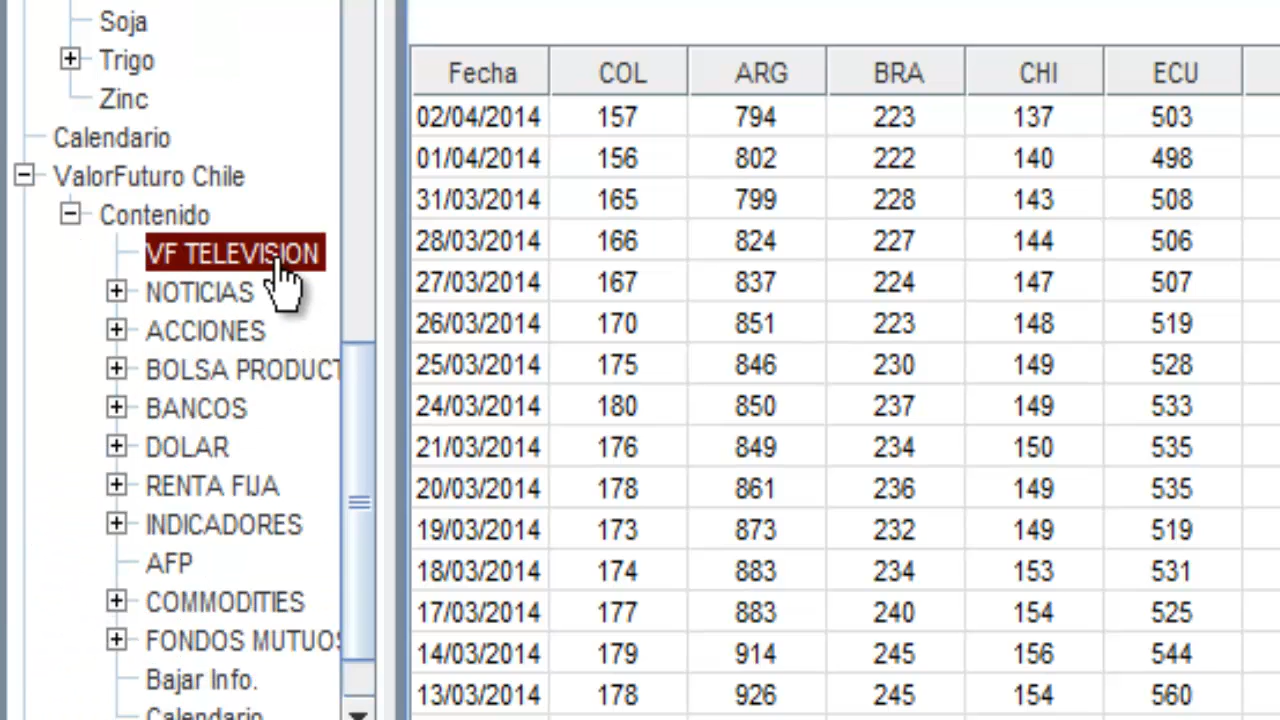 Soja
Trigo
Zinc
Calendario
ValorFuturo Chile
Contenido
VF TELEVISION
NOTICIAS
ACCIONES
BOLSA PRODUCT
BANCOS
DOLAR
RENTA FIJA
INDICADORES
AFP
COMMODITIES
FONDOS MUTUOS
Bajar Info.
Calendario
Fecha COL ARG BRA CHI ECU
02/04/2014 157 794 223 137 503
01/04/2014 156 802 222 140 498
31/03/2014 165 799 228 143 508
28/03/2014 166 824 227 144 506
27/03/2014 167 837 224 147 507
26/03/2014 170 851 223 148 519
25/03/2014 175 846 230 149 528
24/03/2014 180 850 237 149 533
21/03/2014 176 849 234 150 535
20/03/2014 178 861 236 149 535
19/03/2014 173 873 232 149 519
18/03/2014 174 883 234 153 531
17/03/2014 177 883 240 154 525
14/03/2014 179 914 245 156 544
13/03/2014 178 926 245 154 560